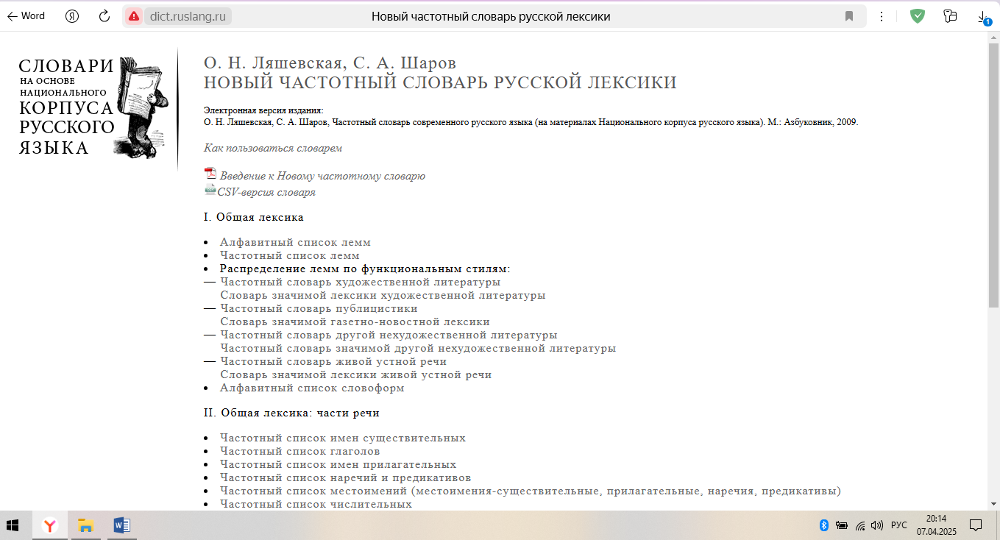 Word
dict.ruslang.ru
Новый частотный словарь русской лексики
1
СЛОВАРИ
НА ОСНОВЕ
НАЦИОНАЛЬНОГО
КОРПУСА
РУССКОГО
ЯЗЫКА
О. Н. Ляшевская, С. А. Шаров
НОВЫЙ ЧАСТОТНЫЙ СЛОВАРЬ РУССКОЙ ЛЕКСИКИ
Электронная версия издания:
О. Н. Ляшевская, С. А. Шаров, Частотный словарь современного русского языка (на материалах Национального корпуса русского языка). М.: Азбуковник, 2009.
Как пользоваться словарем
Введение к Новому частотному словарю
CSV-версия словаря
I. Общая лексика
• Алфавитный список лемм
• Частотный список лемм
• Распределение лемм по функциональным стилям:
— Частотный словарь художественной литературы
Словарь значимой лексики художественной литературы
— Частотный словарь публицистики
Словарь значимой газетно-новостной лексики
— Частотный словарь другой нехудожественной литературы
Частотный словарь значимой другой нехудожественной литературы
— Частотный словарь живой устной речи
Словарь значимой лексики живой устной речи
• Алфавитный список словоформ
II. Общая лексика: части речи
• Частотный список имен существительных
• Частотный список глаголов
• Частотный список имен прилагательных
• Частотный список наречий и предикативов
• Частотный список местоимений (местоимения-существительные, прилагательные, наречия, предикативы)
• Частотный список числительных
РУС
20:14
07.04.2025